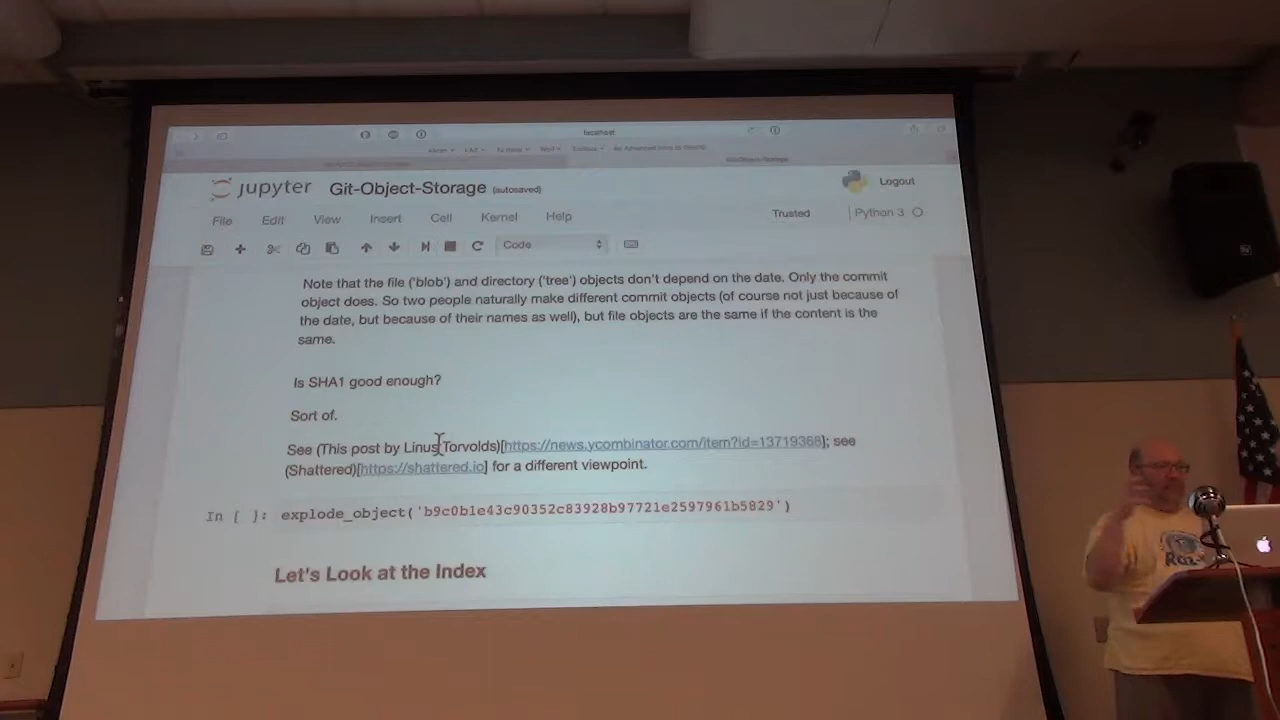 localhost
jupyter Git-Object-Storage (autosaved)
Logout
File Edit View Insert Cell Kernel Help
Trusted
Python 3
Code
Note that the file ('blob') and directory ('tree') objects don't depend on the date. Only the commit
object does. So two people naturally make different commit objects (of course not just because of
the date, but because of their names as well), but file objects are the same if the content is the
same.
Is SHA1 good enough?
Sort of.
See (This post by Linus Torvalds)[https://news.ycombinator.com/item?id=13719368]; see
(Shattered)[https://shattered.io] for a different viewpoint.
In [ ]: explode_object('b9c0b1e43c90352c83928b97721e2597961b5829')
Let's Look at the Index